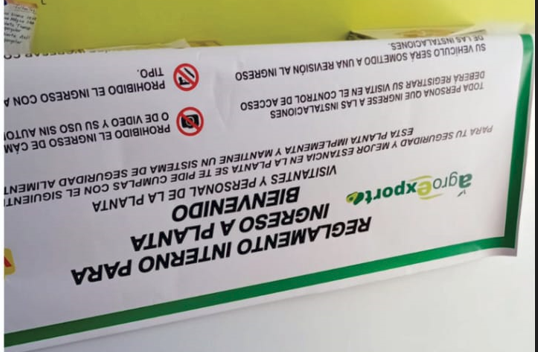 agroexporto
REGLAMENTO INTERNO PARA
INGRESO A PLANTA
BIENVENIDO
VISITANTES Y PERSONAL DE LA PLANTA
PARA TU SEGURIDAD Y MEJOR ESTANCIA EN LA PLANTA SE TE PIDE CUMPLAS CON EL SIGUIENT
ESTA PLANTA IMPLEMENTA Y MANTIENE UN SISTEMA DE SEGURIDAD ALIMENT
TODA PERSONA QUE INGRESE A LAS INSTALACIONES
DEBERÁ REGISTRAR SU VISITA EN EL CONTROL DE ACCESO
SU VEHÍCULO SERÁ SOMETIDO A UNA REVISIÓN AL INGRESO
DE LAS INSTALACIONES.
PROHIBIDO EL INGRESO DE CÁM
O DE VIDEO Y SU USO SIN AUTOR
PROHIBIDO EL INGRESO CON A
TIPO.